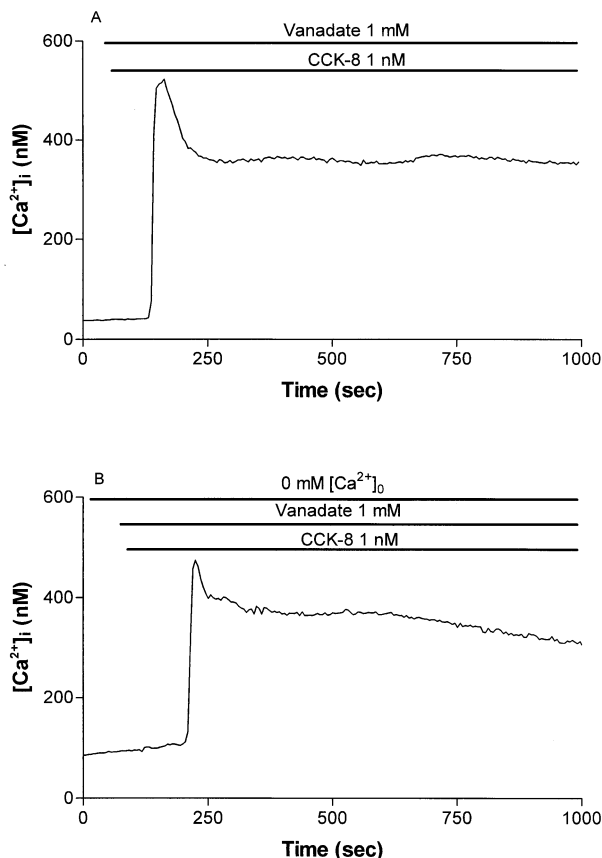 A
Vanadate 1 mM
CCK-8 1 nM
600
400
200
0
[Ca²⁺]i (nM)
0 250 500 750 1000
Time (sec)
B
0 mM [Ca²⁺]₀
Vanadate 1 mM
CCK-8 1 nM
600
400
200
0
[Ca²⁺]i (nM)
0 250 500 750 1000
Time (sec)